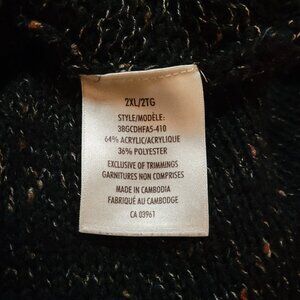 2XL/2TG
STYLE/MODÈLE:
3BGCDHFA5-410
64% ACRYLIC/ACRYLIQUE
36% POLYESTER
EXCLUSIVE OF TRIMMINGS
GARNITURES NON COMPRISES
MADE IN CAMBODIA
FABRIQUÉ AU CAMBODGE
CA 03961